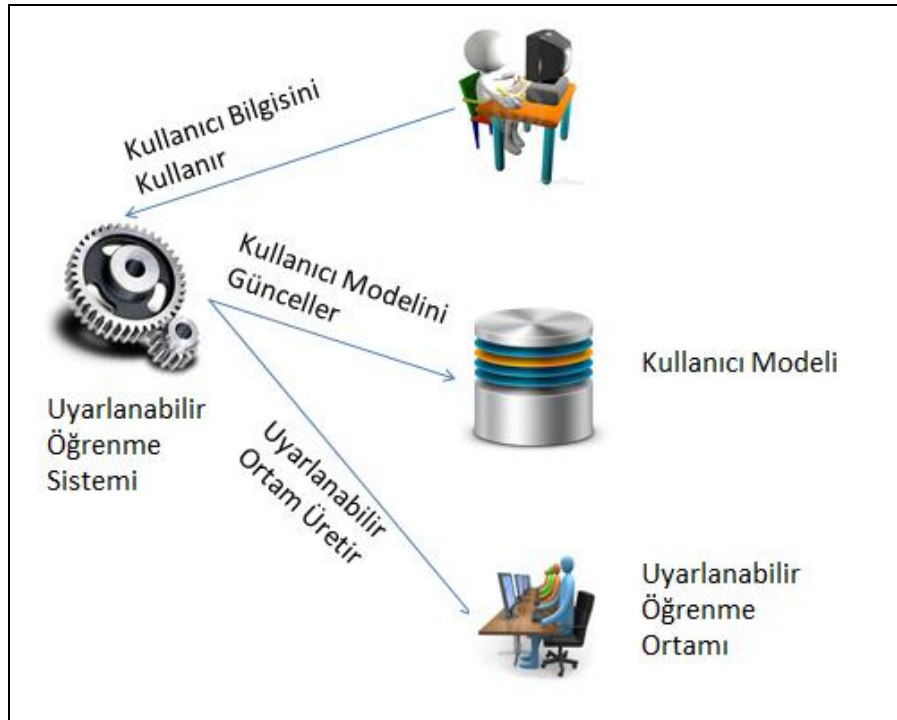 Kullanıcı Bilgisini
Kullanır
Kullanıcı Modelini
Günceller
Kullanıcı Modeli
Uyarlanabilir
Öğrenme
Sistemi
Uyarlanabilir
Ortam Üretir
Uyarlanabilir
Öğrenme
Ortamı